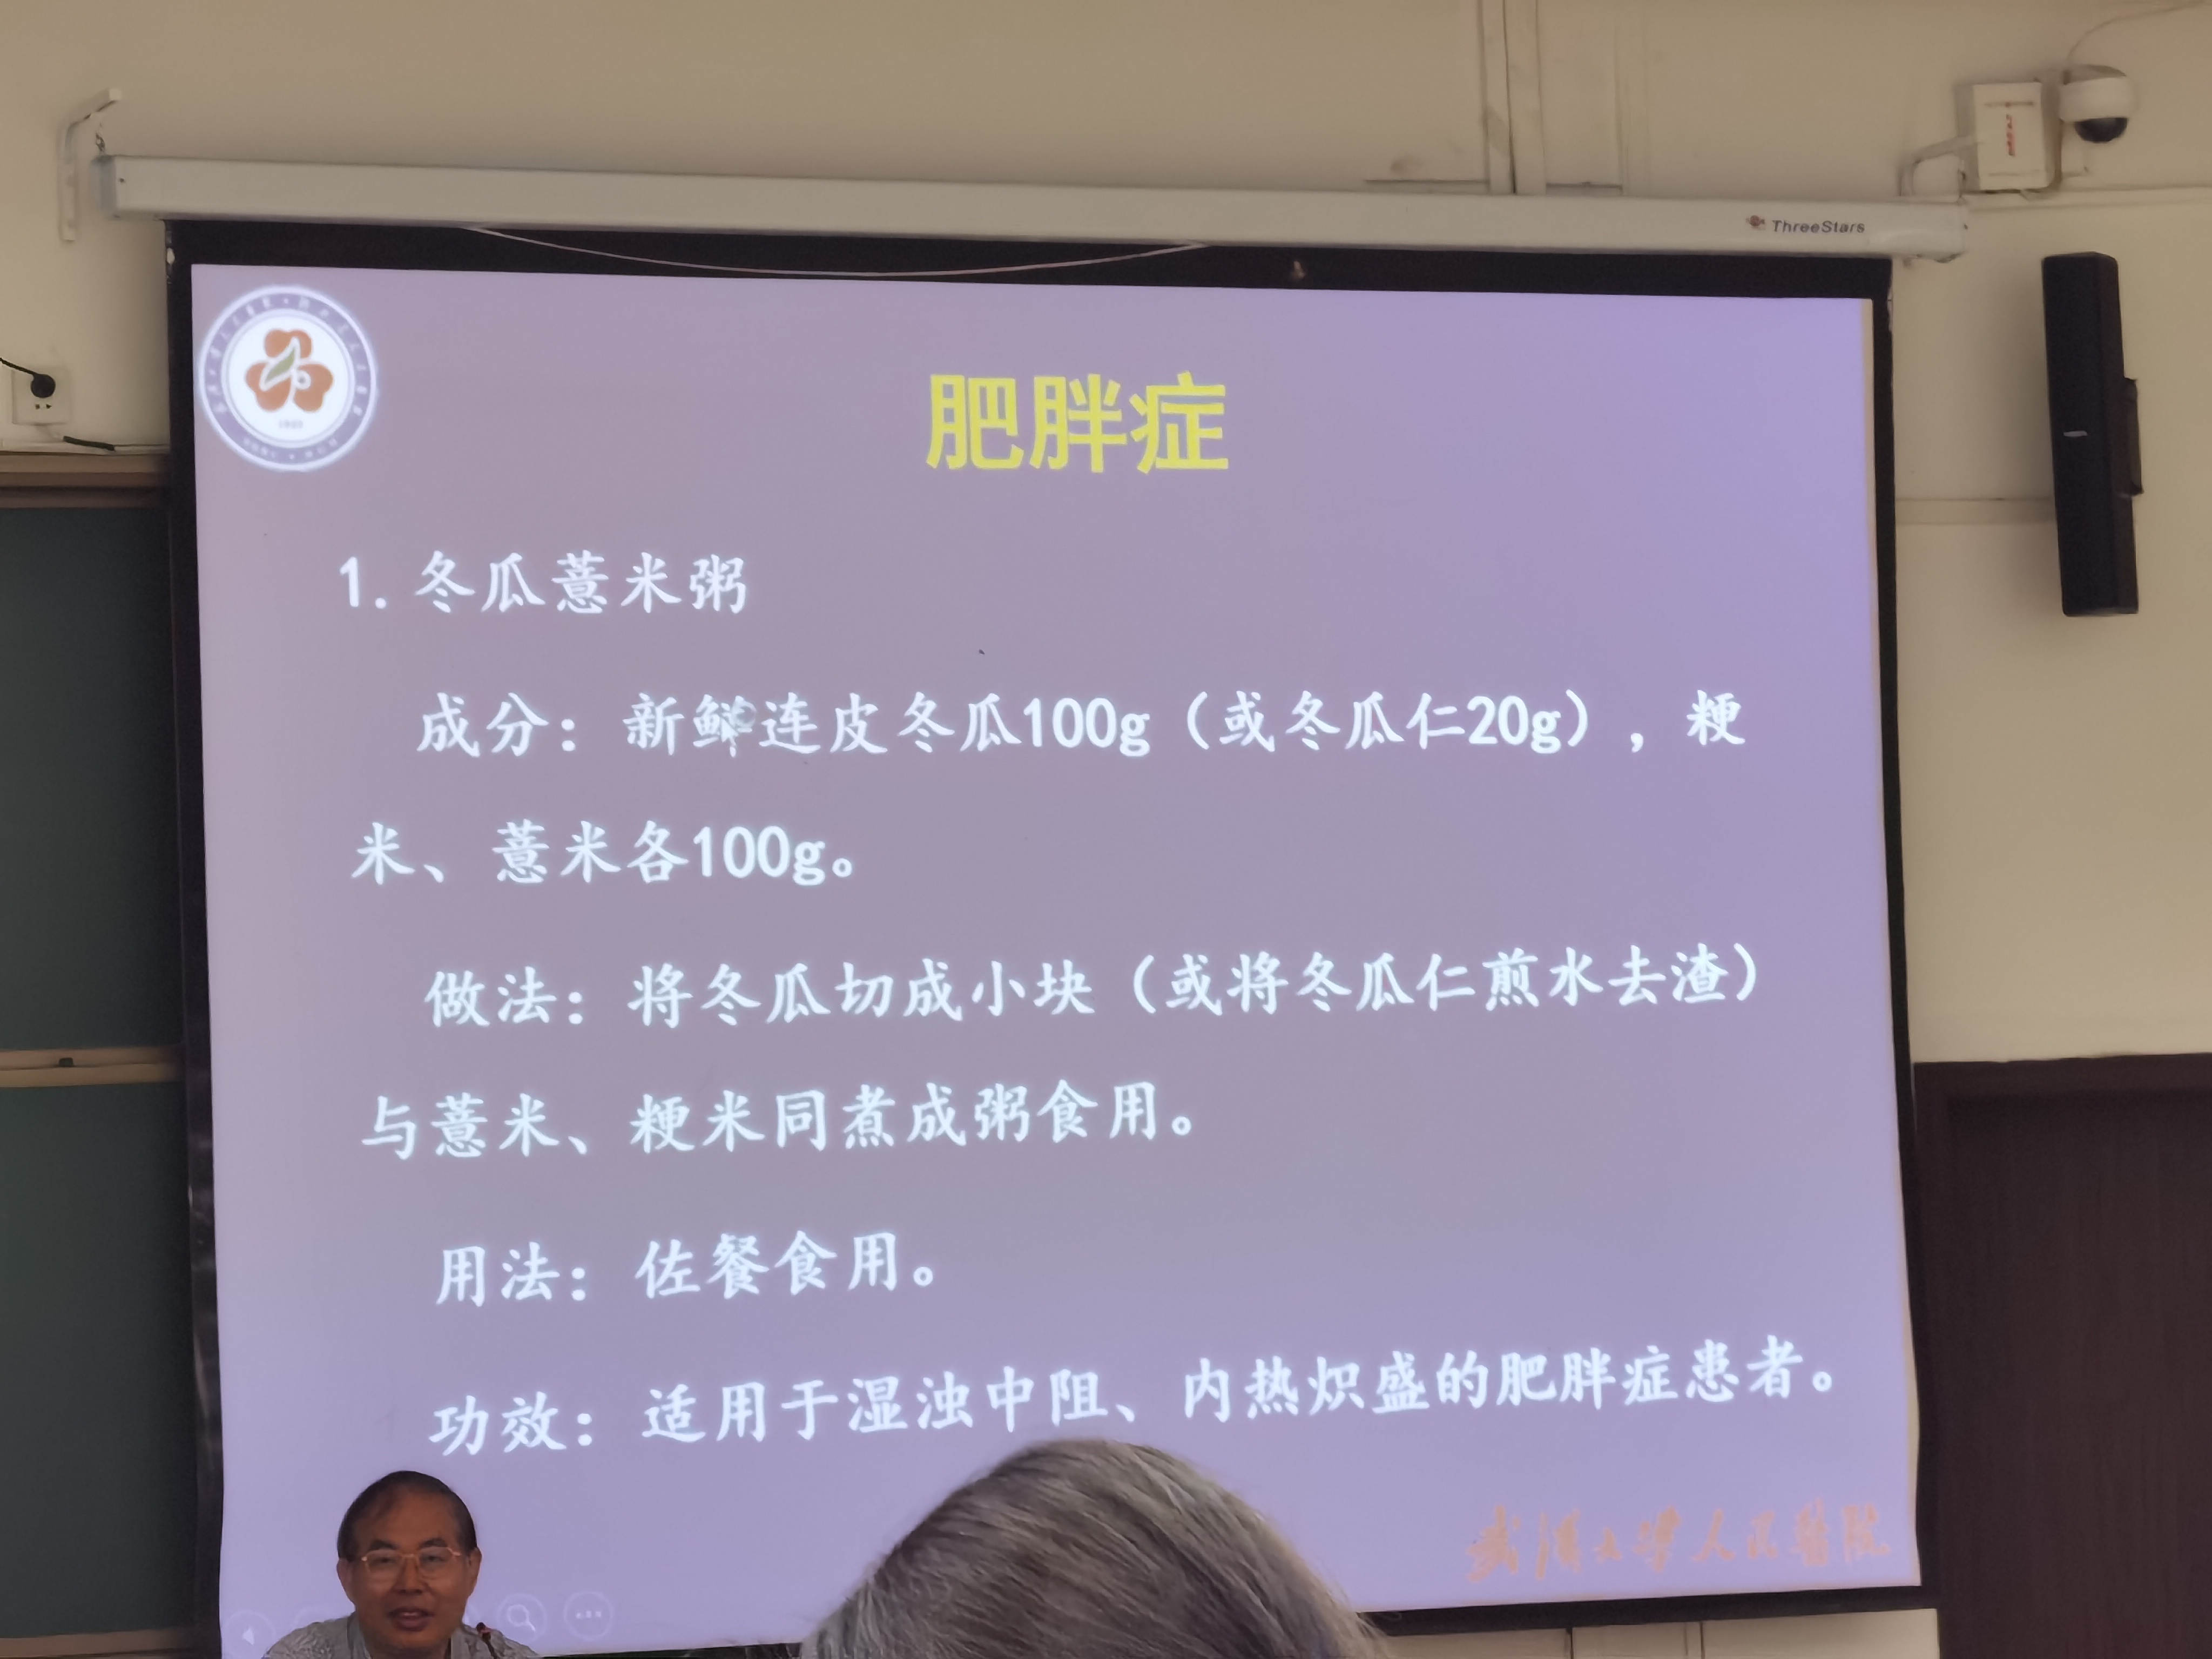 ThreeStars
肥胖症
1.冬瓜薏米粥
成分：新鲜连皮冬瓜100g（或冬瓜仁20g），粳
米、薏米各100g。
做法：将冬瓜切成小块（或将冬瓜仁煎水去渣）
与薏米、粳米同煮成粥食用。
用法：佐餐食用。
功效：适用于湿浊中阻、内热炽盛的肥胖症患者。
武汉大学人民醫院